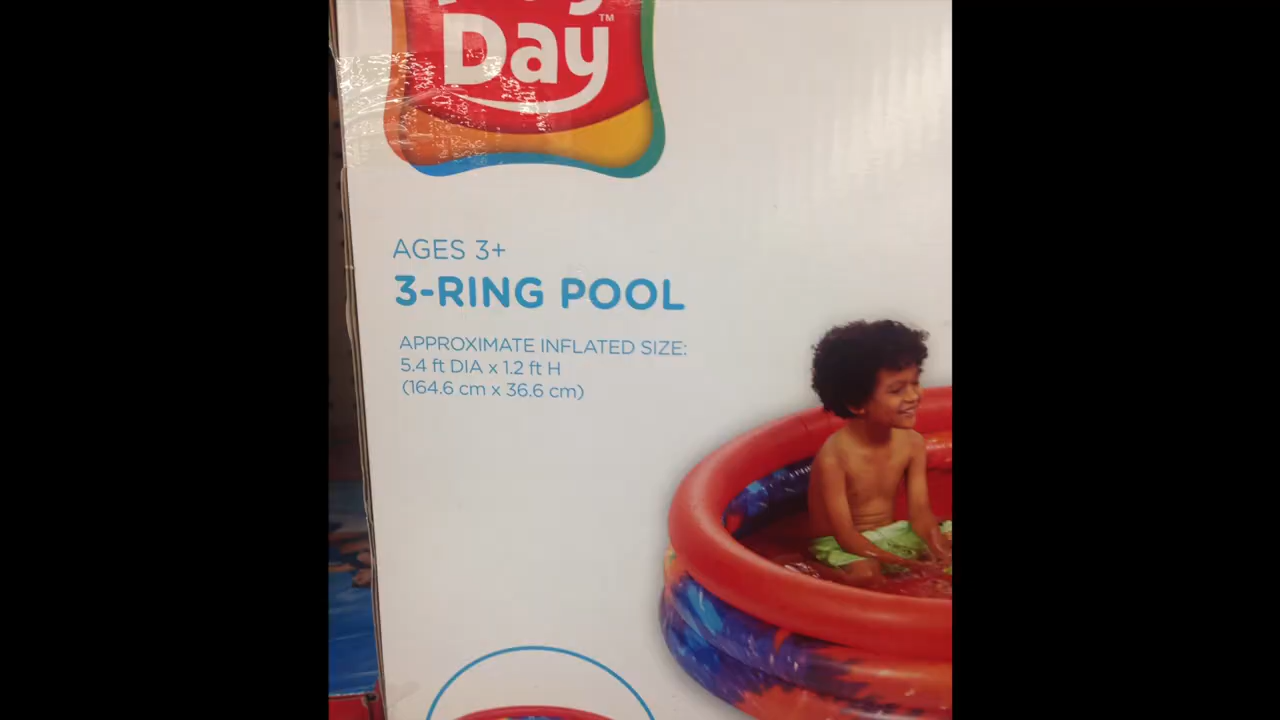 Day™
AGES 3+
3-RING POOL
APPROXIMATE INFLATED SIZE:
5.4 ft DIA x 1.2 ft H
(164.6 cm x 36.6 cm)